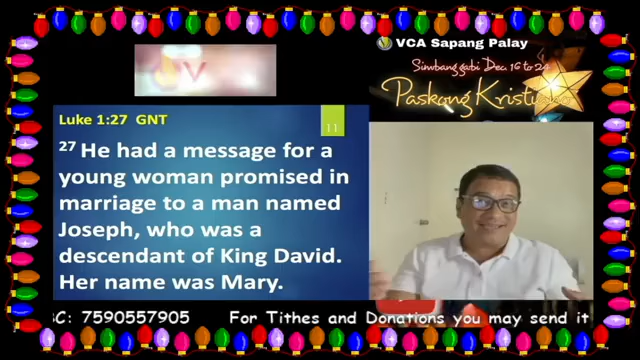 VCA Sapang Palay
Simbang gabi Dec. 16 to 24
Paskong
V
Luke 1:27 GNT
11
27 He had a message for a
young woman promised in
marriage to a man named
Joseph, who was a
descendant of King David.
Her name was Mary.
C: 7590557905 For Tithes and Donations you may send it